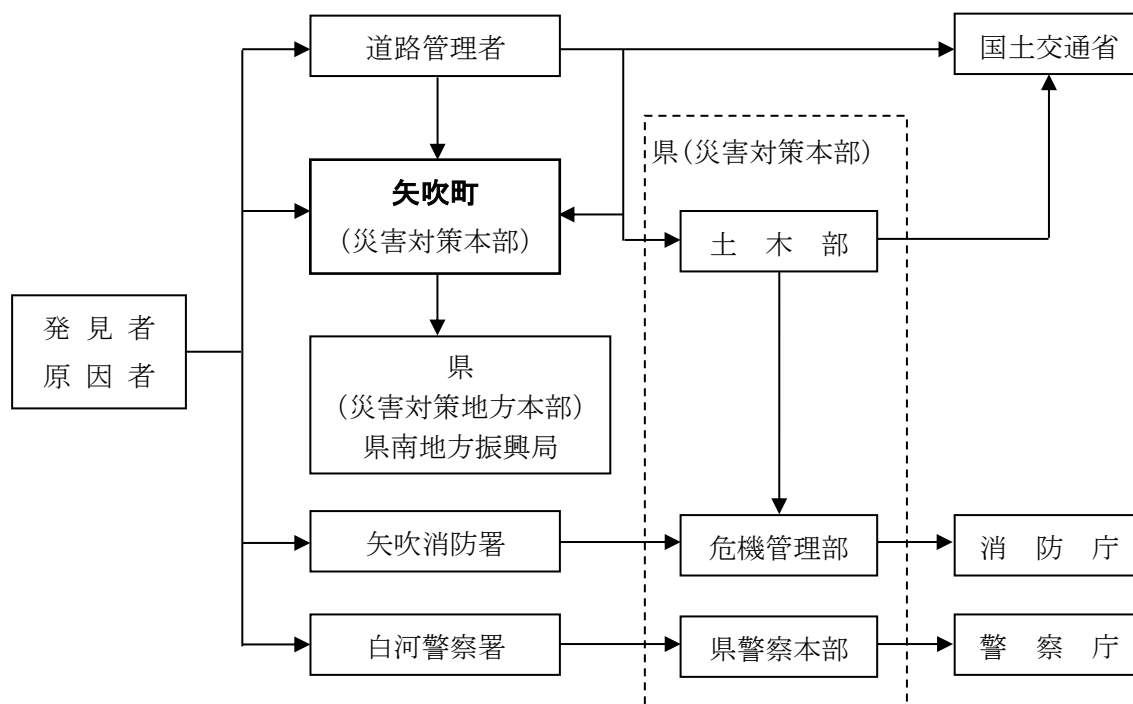 道路管理者
国土交通省
県（災害対策本部）
矢吹町
（災害対策本部）
土　木　部
発 見 者
原 因 者
県
（災害対策地方本部）
県南地方振興局
矢吹消防署
危機管理部
消　防　庁
白河警察署
県警察本部
警　察　庁